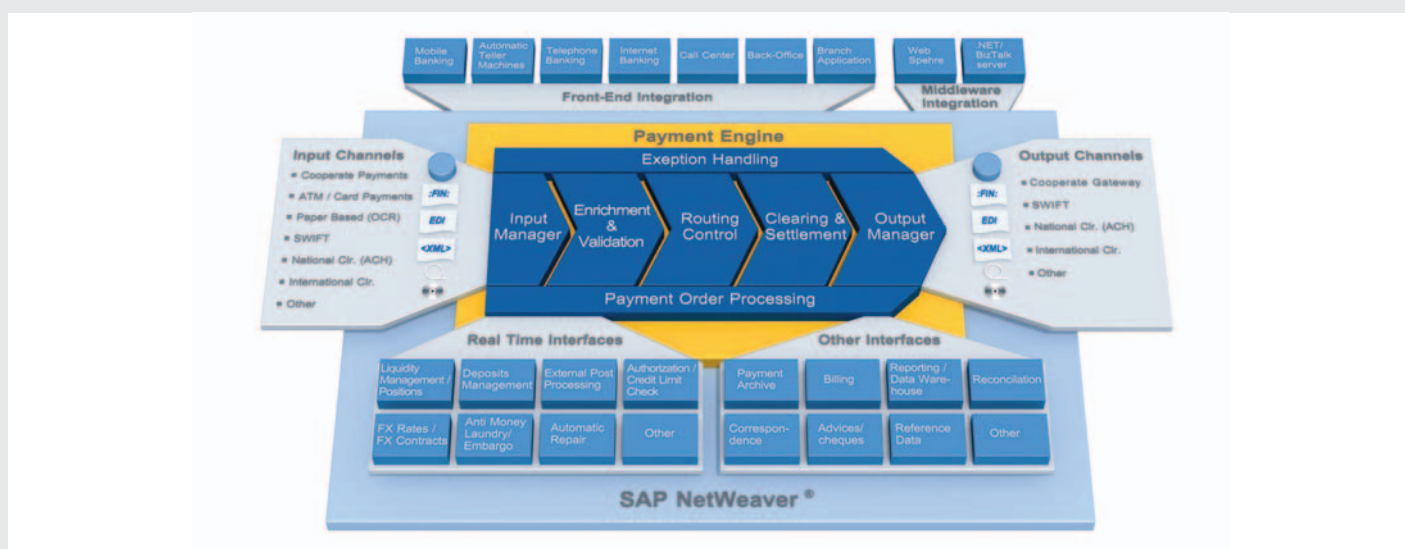 Mobile
Banking
Automatic
Teller
Machines
Telephone
Banking
Internet
Banking
Call Center
Back-Office
Branch
Application
Web
Spehre
.NET/
BizTalk
server
Front-End Integration
Middleware
Integration
Payment Engine
Exeption Handling
Input Channels
Cooperate Payments
ATM / Card Payments
Paper Based (OCR)
SWIFT
National Clr. (ACH)
International Clr.
Other
:FIN:
EDI
<XML>
Input
Manager
Enrichment
&
Validation
Routing
Control
Clearing &
Settlement
Output
Manager
Payment Order Processing
:FIN:
EDI
<XML>
Output Channels
Cooperate Gateway
SWIFT
National Clr. (ACH)
International Clr.
Other
Real Time Interfaces
Liquidity
Management /
Positions
Deposits
Management
External Post
Processing
Authorization /
Credit Limit
Check
FX Rates /
FX Contracts
Anti Money
Laundry/
Embargo
Automatic
Repair
Other
Other Interfaces
Payment
Archive
Billing
Reporting /
Data Ware-
house
Reconcilation
Correspon-
dence
Advices/
cheques
Reference
Data
Other
SAP NetWeaver ®